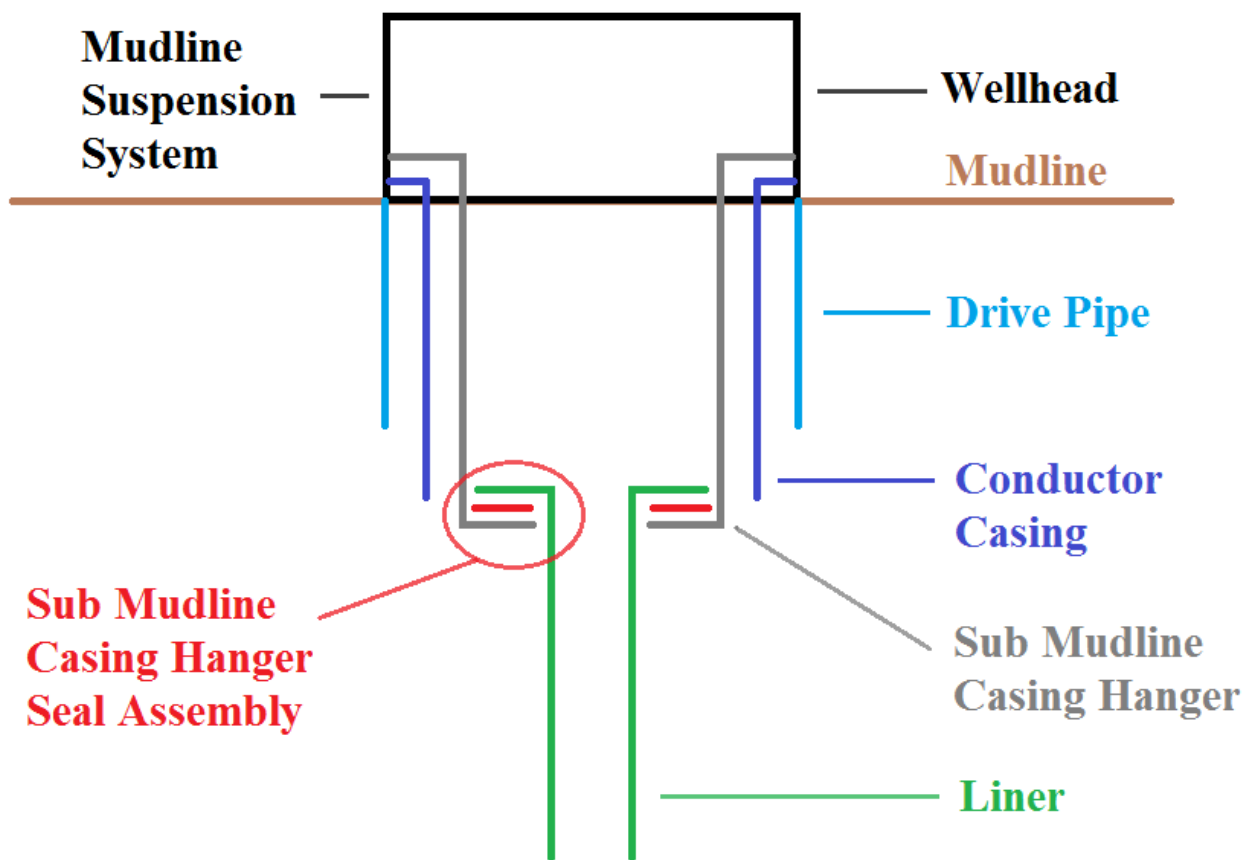 Mudline
Suspension
System
Wellhead
Mudline
Drive Pipe
Conductor
Casing
Sub Mudline
Casing Hanger
Seal Assembly
Sub Mudline
Casing Hanger
Liner